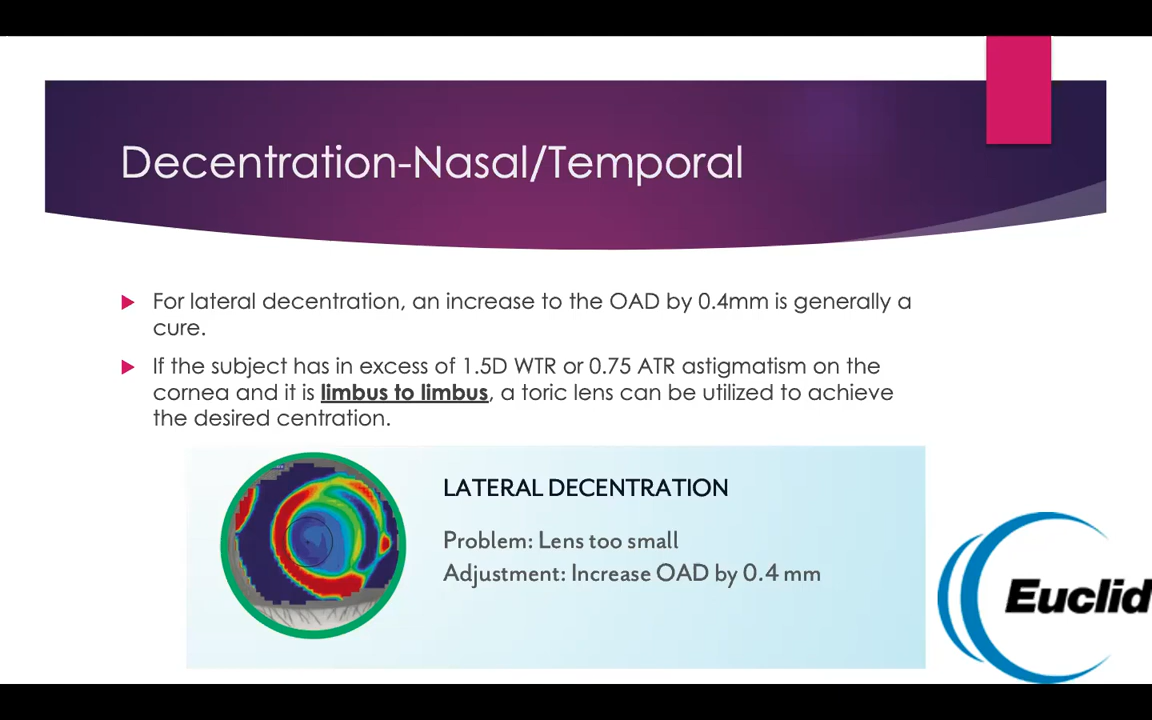 Decentration-Nasal/Temporal
For lateral decentration, an increase to the OAD by 0.4mm is generally a
cure.
If the subject has in excess of 1.5D WTR or 0.75 ATR astigmatism on the
cornea and it is limbus to limbus, a toric lens can be utilized to achieve
the desired centration.
LATERAL DECENTRATION
Problem: Lens too small
Adjustment: Increase OAD by 0.4 mm
Euclid